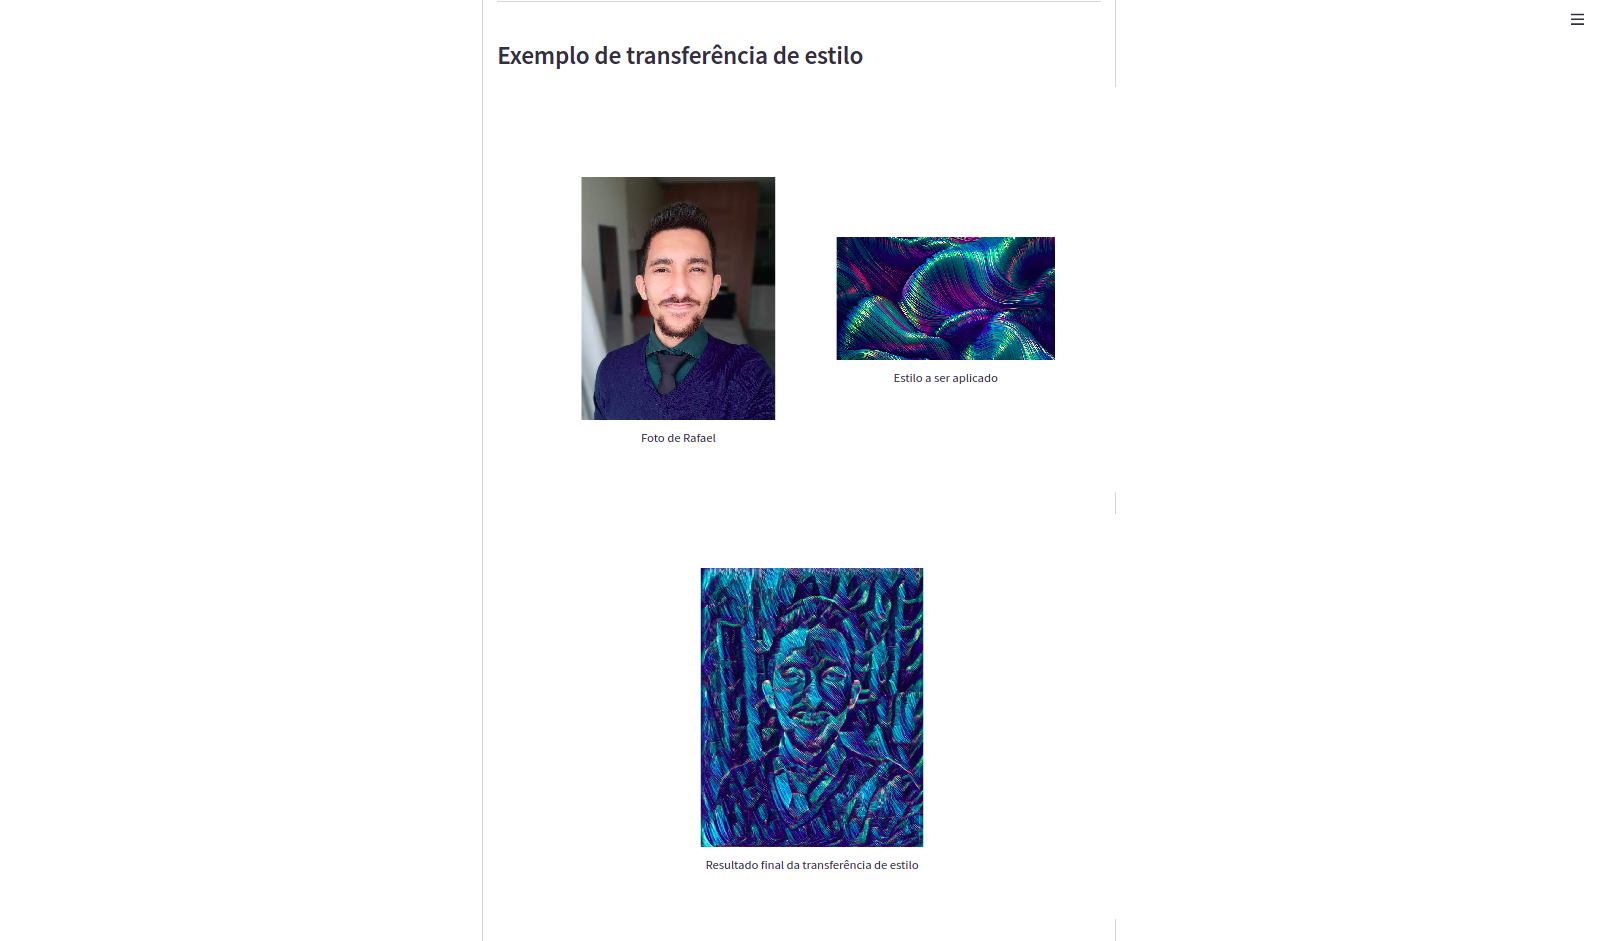 Exemplo de transferência de estilo
Foto de Rafael
Estilo a ser aplicado
Resultado final da transferência de estilo